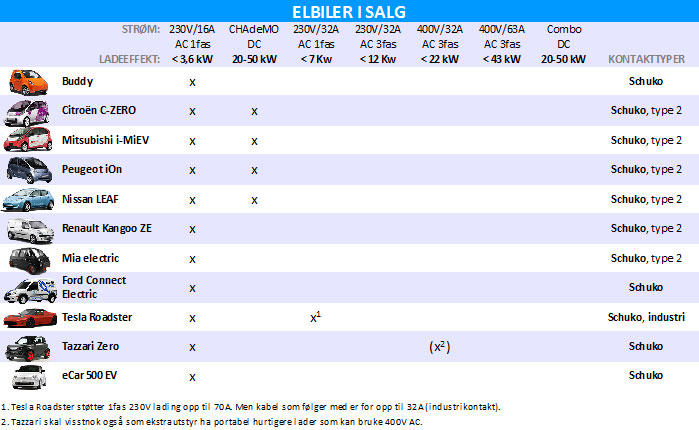 ELBILER I SALG
STRØM: 230V/16A CHAdeMO 230V/32A 230V/32A 400V/32A 400V/63A Combo
AC 1fas DC AC 1fas AC 3fas AC 3fas AC 3fas DC
LADEEFFEKT: < 3,6 kW 20-50 kW < 7 Kw < 12 Kw < 22 kW < 43 kW 20-50 kW KONTAKTTYPER
Buddy x Schuko
Citroën C-ZERO x x Schuko, type 2
Mitsubishi i-MiEV x x Schuko, type 2
Peugeot iOn x x Schuko, type 2
Nissan LEAF x x Schuko, type 2
Renault Kangoo ZE x Schuko, type 2
Mia electric x Schuko, type 2
Ford Connect
Electric x Schuko
Tesla Roadster x x¹ Schuko, industri
Tazzari Zero x (x²) Schuko
eCar 500 EV x Schuko
1. Tesla Roadster støtter 1fas 230V lading opp til 70A. Men kabel som følger med er for opp til 32A (industrikontakt).
2. Tazzari skal visstnok også som ekstrautstyr ha portabel hurtigere lader som kan bruke 400V AC.